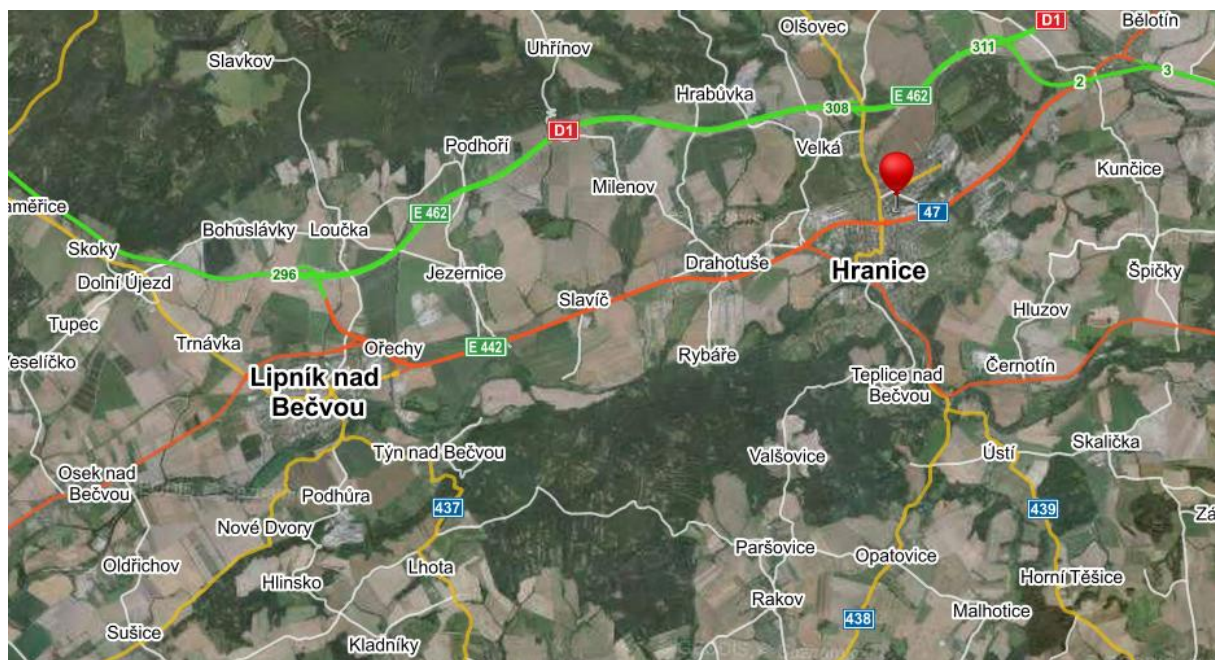 Olšovec
D1
Bělotín
311
Uhřínov
Slavkov
2
3
E 462
Hrabůvka
308
D1
Podhoří
Velká
Kunčice
Milenov
47
E 462
Skoky
Bohuslávky
Loučka
Drahotuše
Hranice
Jezernice
296
Dolní Újezd
Špičky
Slavíč
Hluzov
Tupec
Trnávka
Ořechy
E 442
Rybáře
Černotín
Lipník nad
Bečvou
Teplice nad
Bečvou
Týn nad Bečvou
Valšovice
Ústí
Skalička
Osek nad
Bečvou
Podhůra
437
439
Nové Dvory
Paršovice
Opatovice
Oldřichov
Hlinsko
Lhota
Horní Těšice
Rakov
Malhotice
438
Sušice
Kladníky